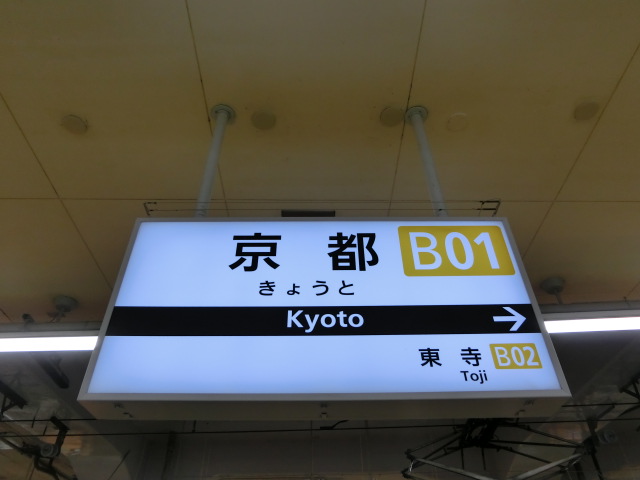 京都 B01
きょうと
Kyoto →
東寺 B02
Toji